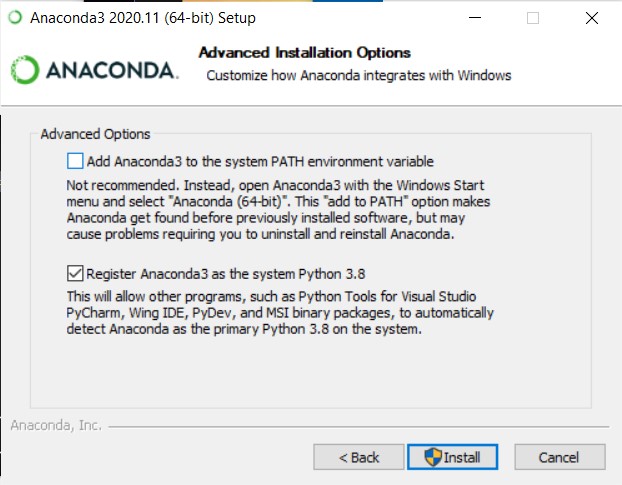 Anaconda3 2020.11 (64-bit) Setup
ANACONDA.
Advanced Installation Options
Customize how Anaconda integrates with Windows
Advanced Options
Add Anaconda3 to the system PATH environment variable
Not recommended. Instead, open Anaconda3 with the Windows Start
menu and select "Anaconda (64-bit)". This "add to PATH" option makes
Anaconda get found before previously installed software, but may
cause problems requiring you to uninstall and reinstall Anaconda.
Register Anaconda3 as the system Python 3.8
This will allow other programs, such as Python Tools for Visual Studio
PyCharm, Wing IDE, PyDev, and MSI binary packages, to automatically
detect Anaconda as the primary Python 3.8 on the system.
Anaconda, Inc.
< Back
Install
Cancel